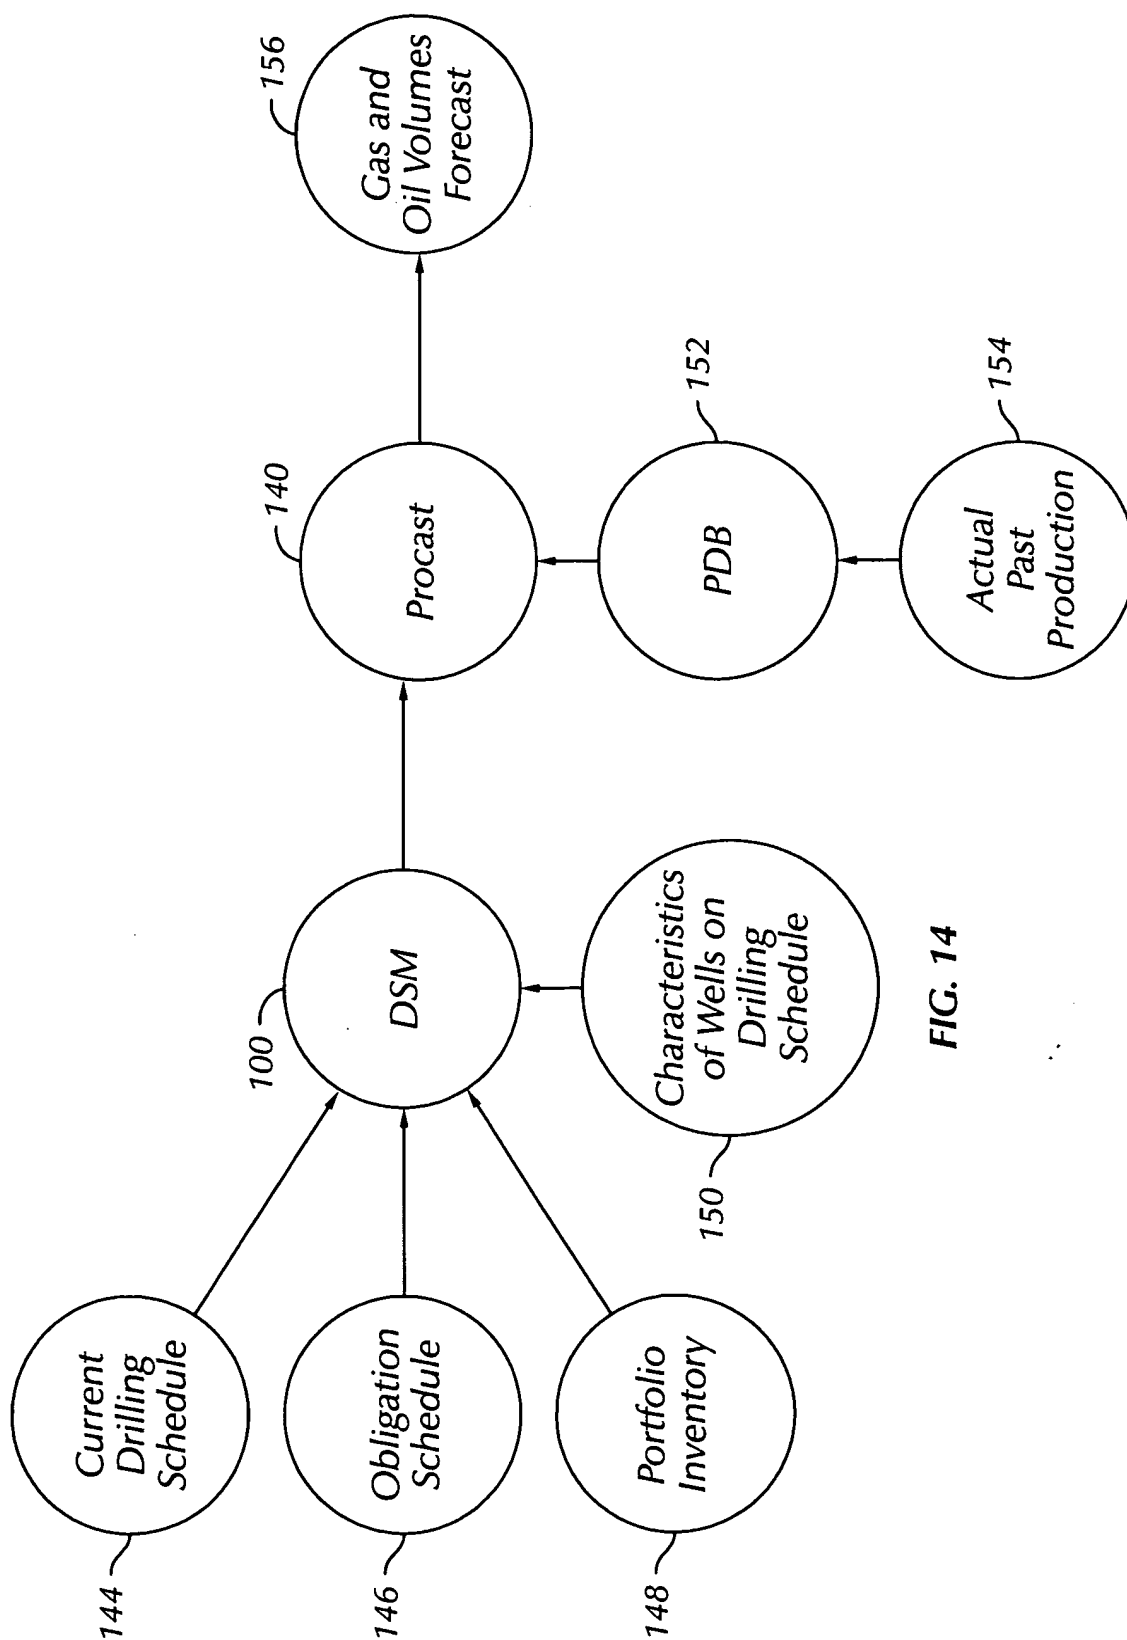 144
Current
Drilling
Schedule
146
Obligation
Schedule
148
Portfolio
Inventory
100
DSM
150
Characteristics
of Wells on
Drilling
Schedule
140
Procast
152
PDB
154
Actual
Past
Production
156
Gas and
Oil Volumes
Forecast
FIG. 14